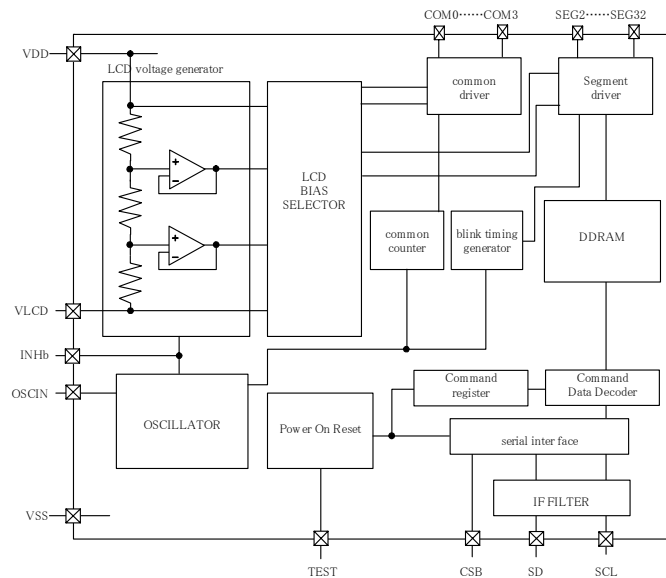 COM0······COM3
SEG2······SEG32
VDD
LCD voltage generator
common
driver
Segment
driver
LCD
BIAS
SELECTOR
common
counter
blink timing
generator
DDRAM
VLCD
INHb
OSCIN
OSCILLATOR
Power On Reset
Command
register
Command
Data Decoder
serial inter face
IF FILTER
VSS
TEST
CSB
SD
SCL